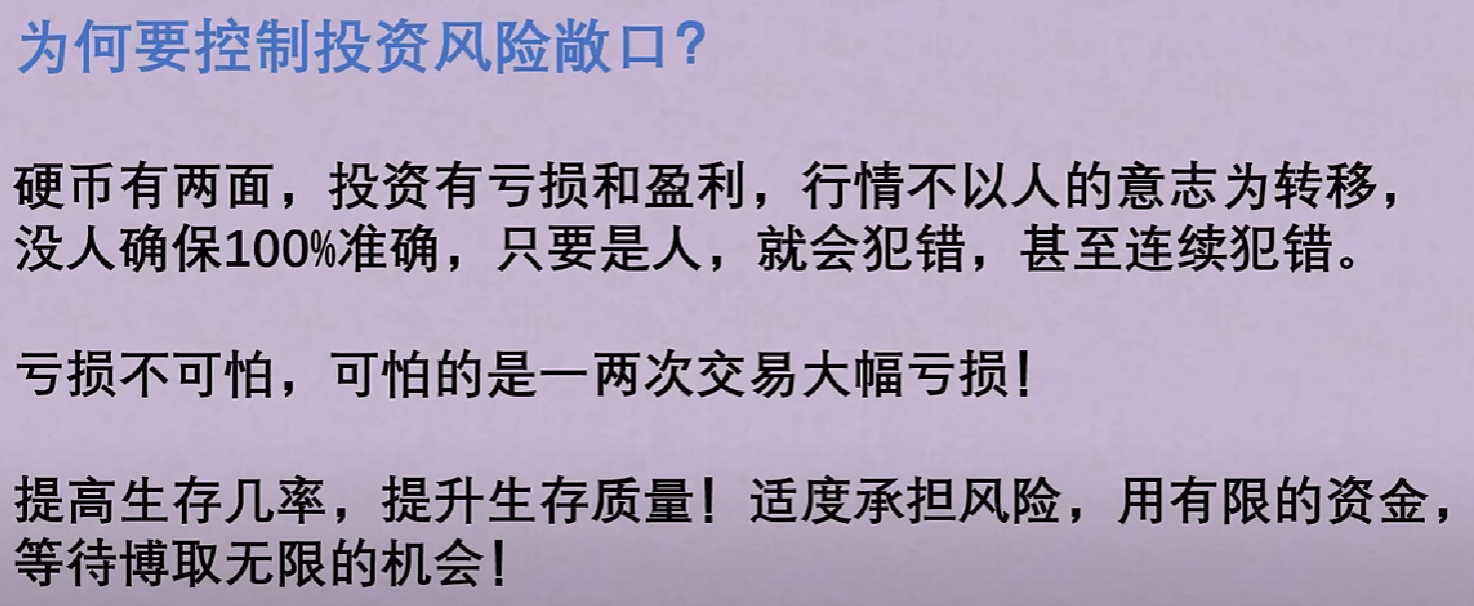 为何要控制投资风险敞口？
硬币有两面，投资有亏损和盈利，行情不以人的意志为转移，
没人确保100%准确，只要是人，就会犯错，甚至连续犯错。
亏损不可怕，可怕的是一两次交易大幅亏损！
提高生存几率，提升生存质量！适度承担风险，用有限的资金，
等待博取无限的机会！